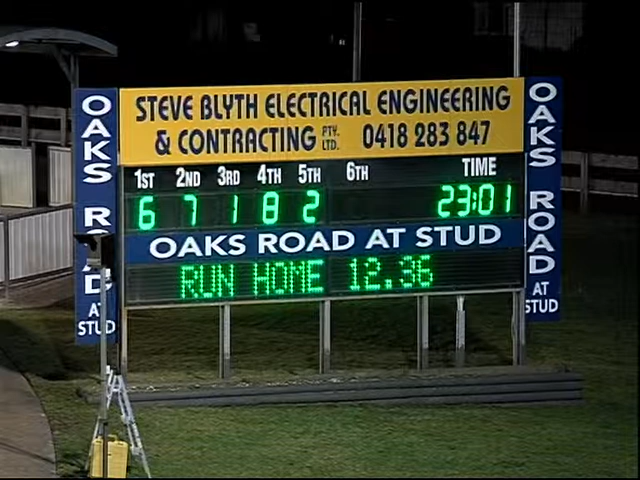 STEVE BLYTH ELECTRICAL ENGINEERING
& CONTRACTING PTY. LTD. 0418 283 847
1ST 2ND 3RD 4TH 5TH 6TH TIME
6 7 1 8 2 23:01
OAKS ROAD AT STUD
RUN HOME 12.36
OAKS
AT STUD
OAKS ROAD AT STUD